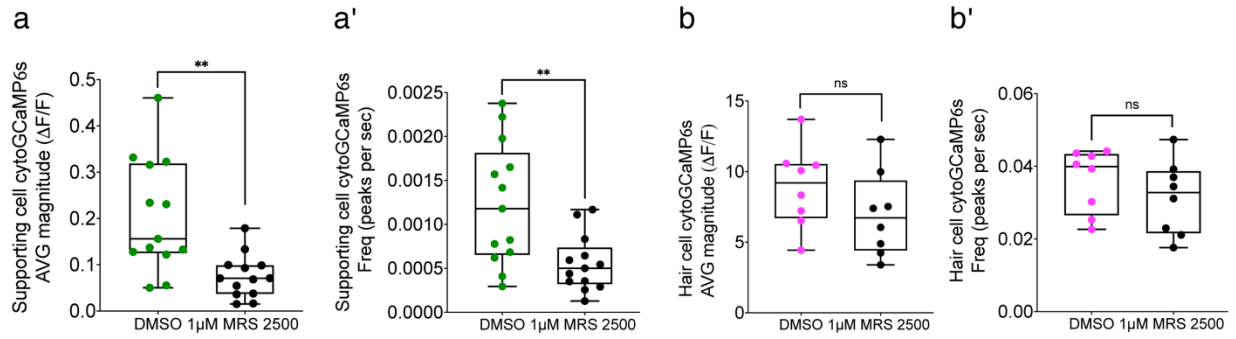 a
Supporting cell cytoGCaMP6s
AVG magnitude (ΔF/F)
0.5
0.4
0.3
0.2
0.1
0.0
**
DMSO 1µM MRS 2500
a'
Supporting cell cytoGCaMP6s
Freq (peaks per sec)
0.0025
0.0020
0.0015
0.0010
0.0005
0.0000
**
DMSO 1µM MRS 2500
b
Hair cell cytoGCaMP6s
AVG magnitude (ΔF/F)
15
10
5
0
ns
DMSO 1µM MRS 2500
b'
Hair cell cytoGCaMP6s
Freq (peaks per sec)
0.06
0.04
0.02
0.00
ns
DMSO 1µM MRS 2500